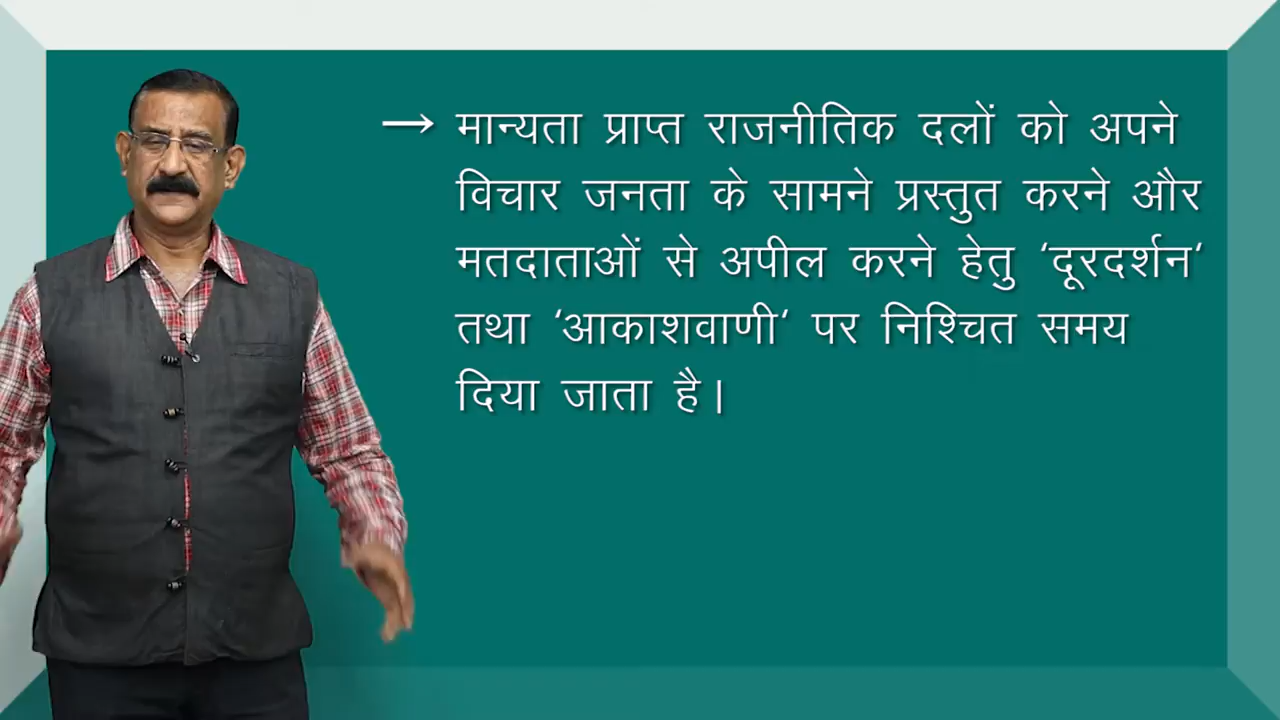 → मान्यता प्राप्त राजनीतिक दलों को अपने
विचार जनता के सामने प्रस्तुत करने और
मतदाताओं से अपील करने हेतु ‘दूरदर्शन‘
तथा ‘आकाशवाणी‘ पर निश्चित समय
दिया जाता है।